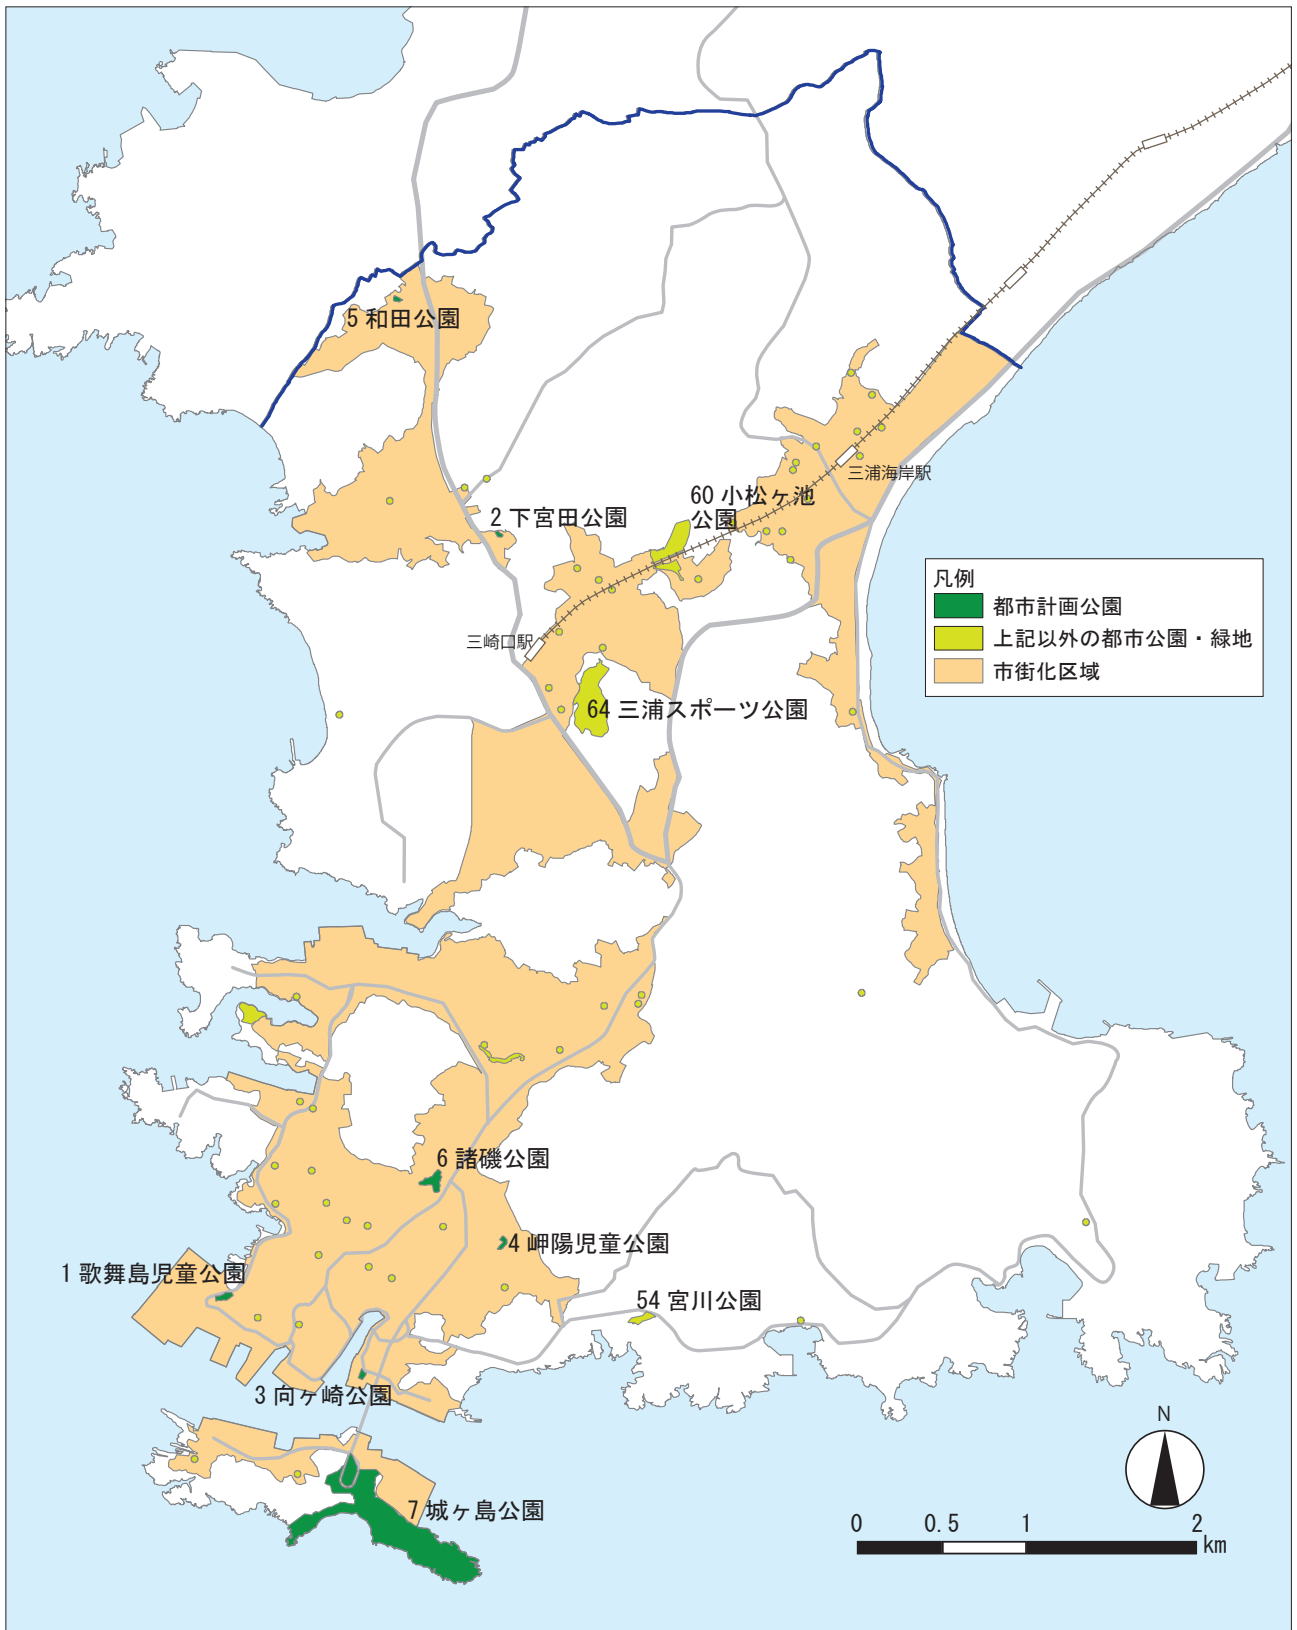 5 和田公園
三浦海岸駅
60 小松ヶ池
公園
2 下宮田公園
凡例
都市計画公園
上記以外の都市公園・緑地
市街化区域
三崎口駅
64 三浦スポーツ公園
6 諸磯公園
4 岬陽児童公園
1 歌舞島児童公園
54 宮川公園
3 向ヶ崎公園
N
7 城ヶ島公園
0 0.5 1 2
km